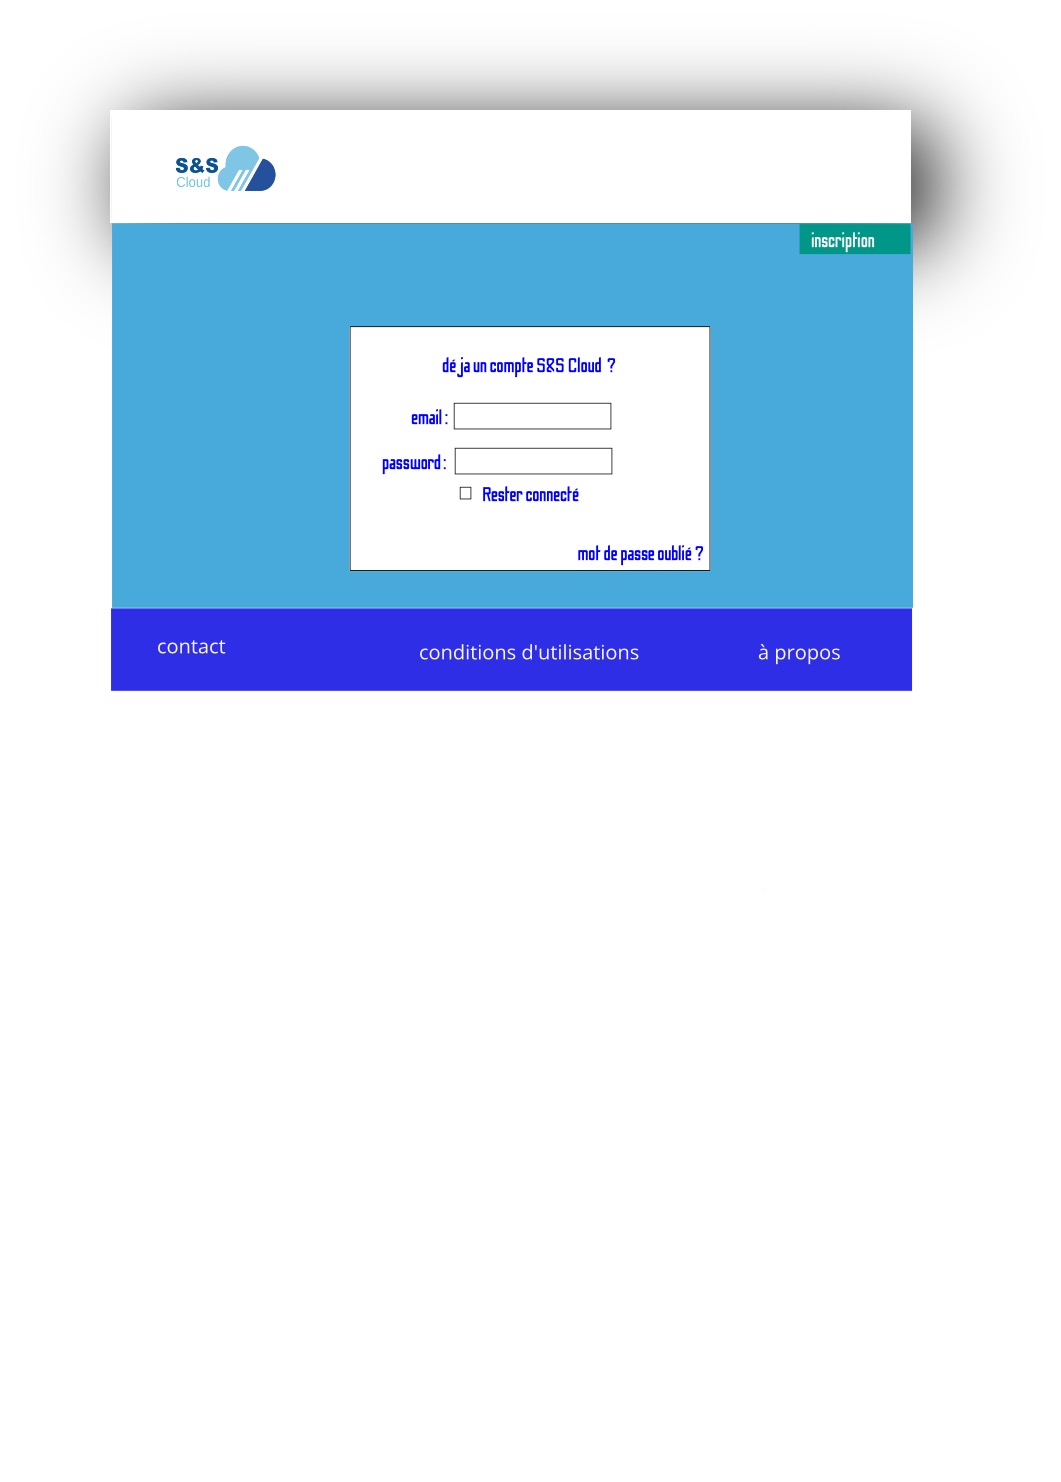 S&S
Cloud
inscription
dé ja un compte S&S Cloud ?
email :
password :
Rester connecté
mot de passe oublié ?
contact
conditions d'utilisations
à propos